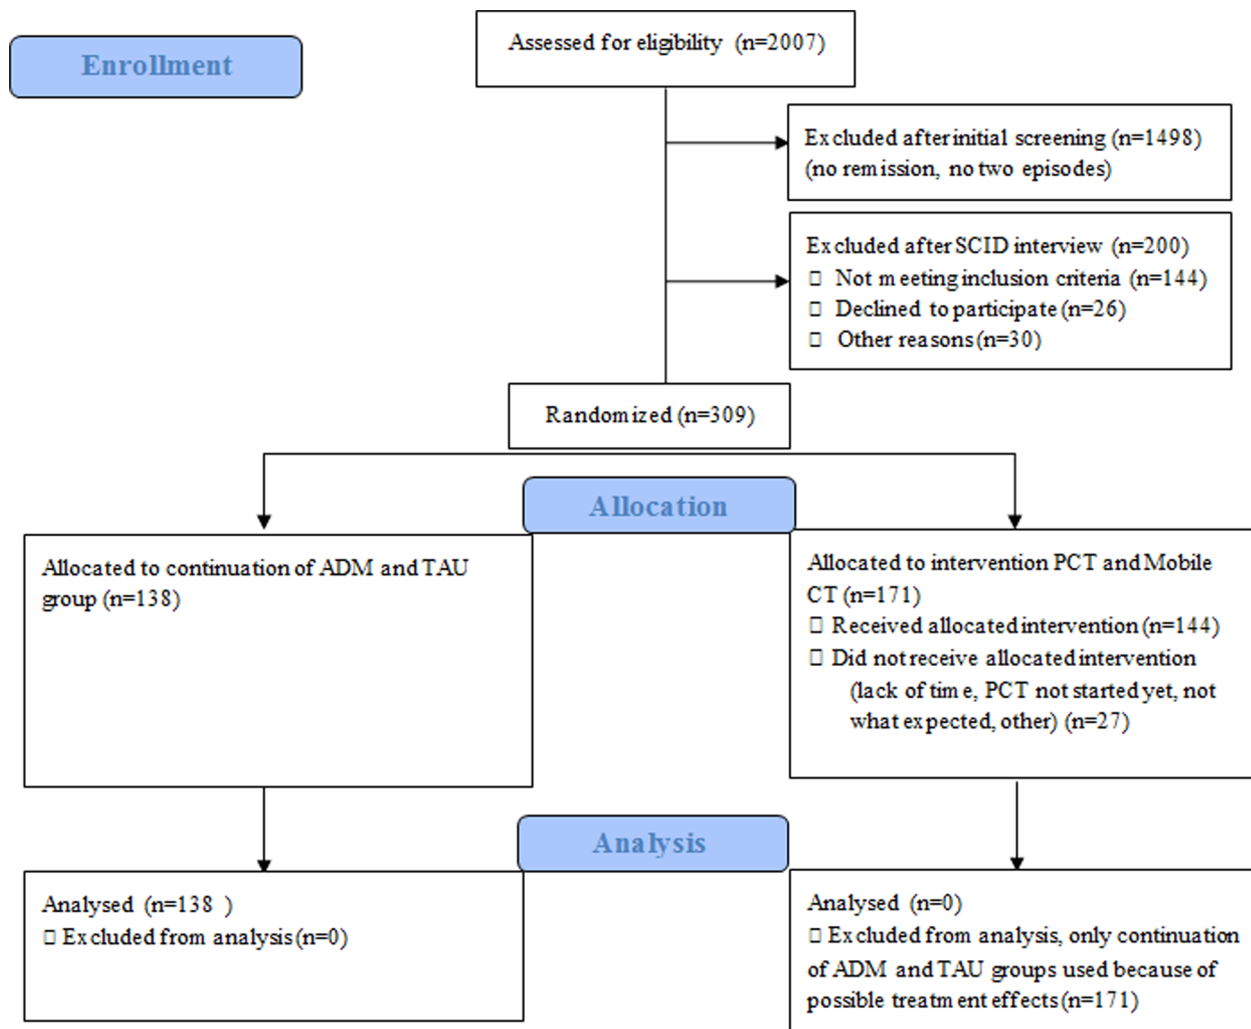 Enrollment
Assessed for eligibility (n=2007)
Excluded after initial screening (n=1498)
(no remission, no two episodes)
Excluded after SCID interview (n=200)
Not meeting inclusion criteria (n=144)
Declined to participate (n=26)
Other reasons (n=30)
Randomized (n=309)
Allocation
Allocated to continuation of ADM and TAU
group (n=138)
Allocated to intervention PCT and Mobile
CT (n=171)
Received allocated intervention (n=144)
Did not receive allocated intervention
(lack of time, PCT not started yet, not
what expected, other) (n=27)
Analysis
Analysed (n=138 )
Excluded from analysis (n=0)
Analysed (n=0)
Excluded from analysis, only continuation
of ADM and TAU groups used because of
possible treatment effects (n=171)